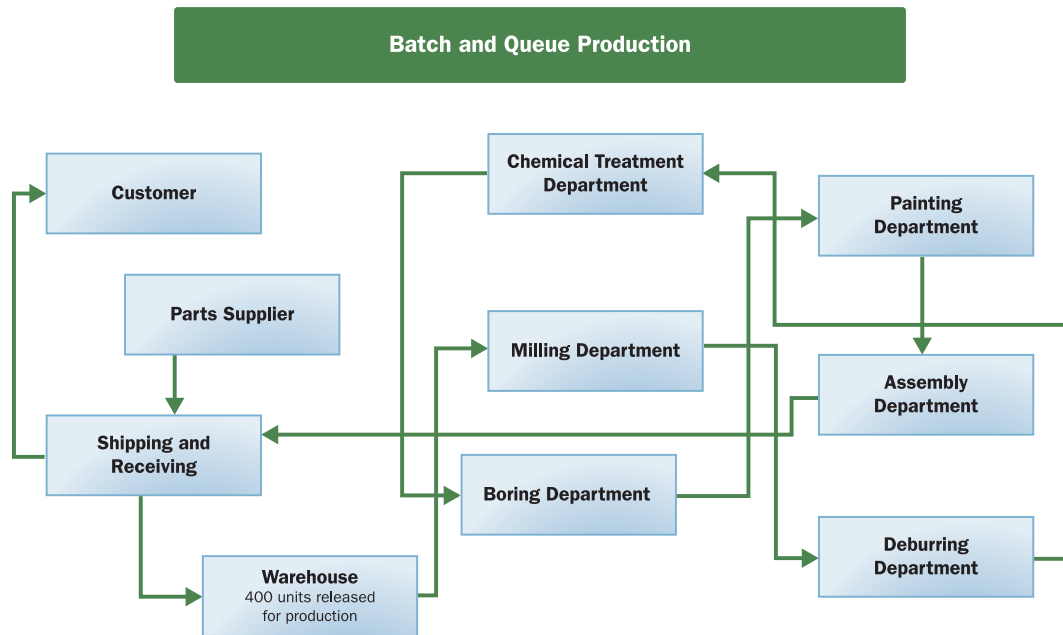 Batch and Queue Production
Chemical Treatment
Department
Customer
Painting
Department
Parts Supplier
Milling Department
Assembly
Department
Shipping and
Receiving
Boring Department
Deburring
Department
Warehouse
400 units released
for production